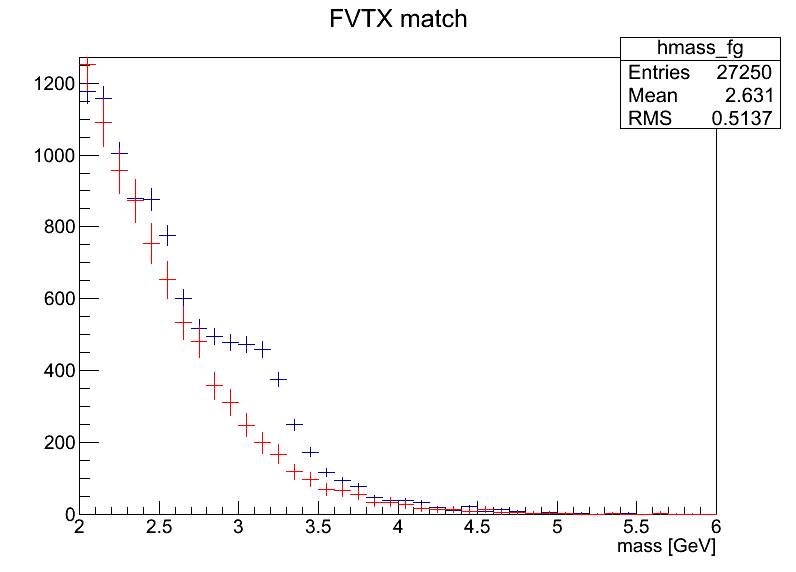 FVTX match
hmass_fg
Entries 27250
Mean 2.631
RMS 0.5137
1200
1000
800
600
400
200
0
2 2.5 3 3.5 4 4.5 5 5.5 6
mass [GeV]